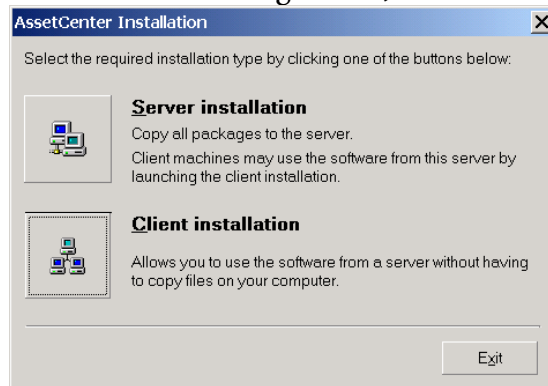 AssetCenter Installation
Select the required installation type by clicking one of the buttons below:
Server installation
Copy all packages to the server.
Client machines may use the software from this server by
launching the client installation.
Client installation
Allows you to use the software from a server without having
to copy files on your computer.
Exit